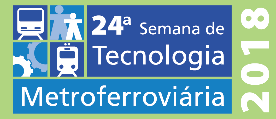 24ª Semana de
Tecnologia
Metroferroviária
2018